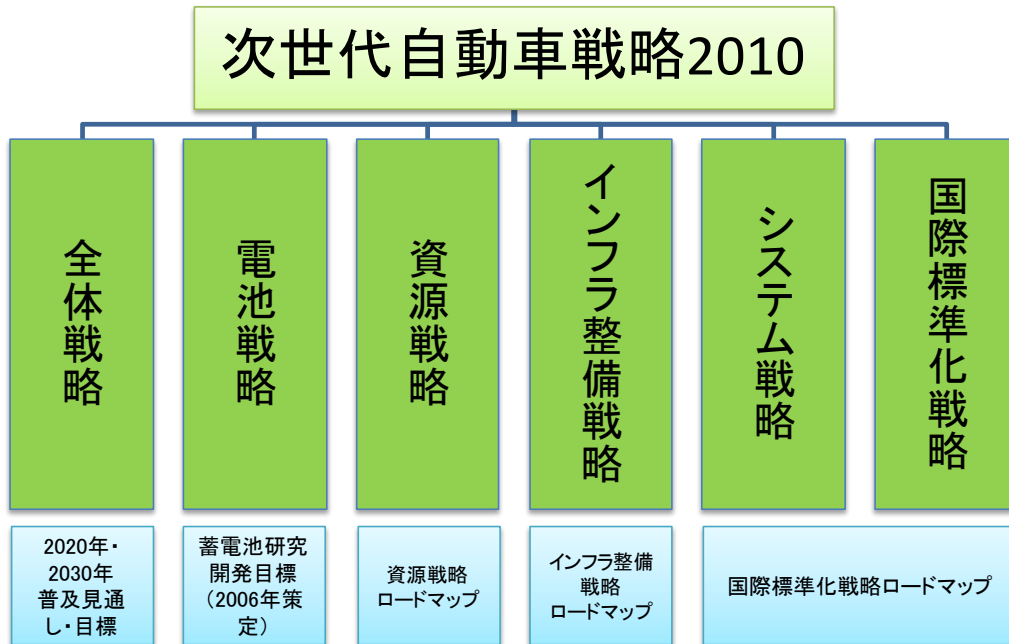 次世代自動車戦略2010
全体戦略
電池戦略
資源戦略
インフラ整備戦略
システム戦略
国際標準化戦略
2020年・
2030年
普及見通
し・目標
蓄電池研究
開発目標
（2006年策
定）
資源戦略
ロードマップ
インフラ整備
戦略
ロードマップ
国際標準化戦略ロードマップ